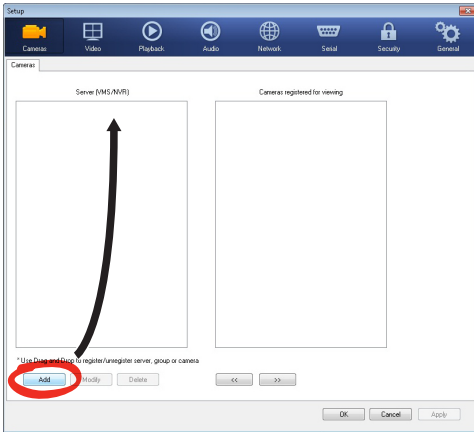 Setup
Cameras Video Playback Audio Network Serial Security General
Cameras
Server (VMS/NVR) Cameras registered for viewing
* Use Drag and Drop to register/unregister server, group or camera
Add Modify Delete << >>
OK Cancel Apply